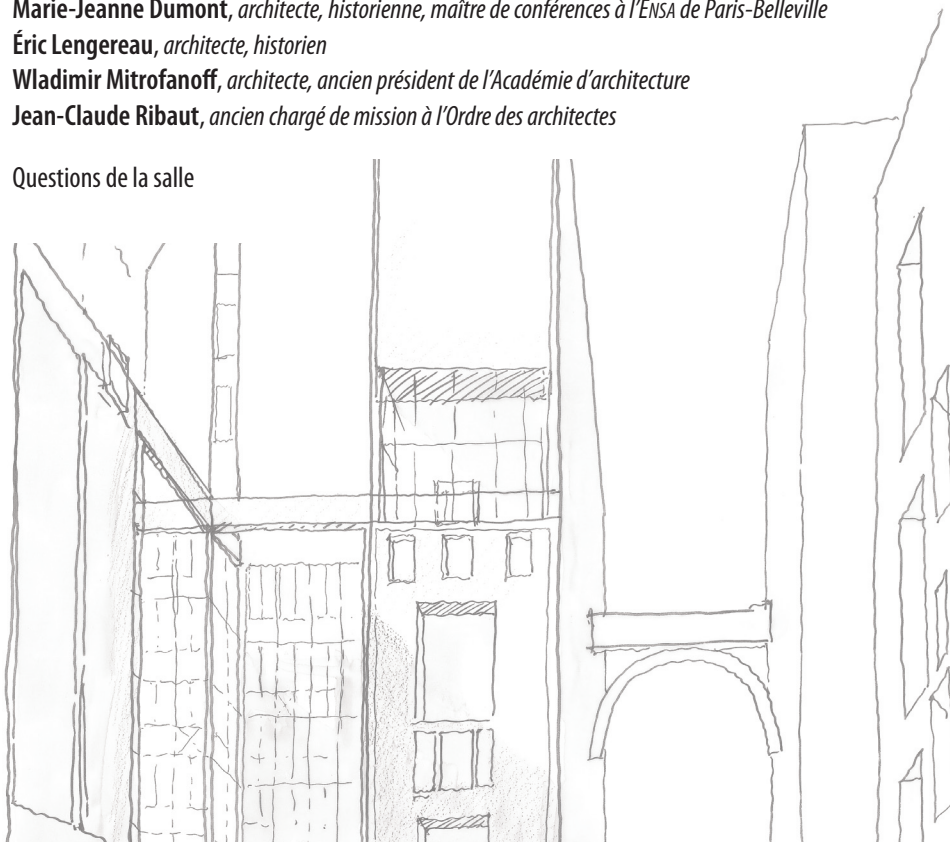 Marie-Jeanne Dumont, architecte, historienne, maître de conférences à l’ENSA de Paris-Belleville
Éric Lengereau, architecte, historien
Wladimir Mitrofanoff, architecte, ancien président de l’Académie d’architecture
Jean-Claude Ribaut, ancien chargé de mission à l’Ordre des architectes
Questions de la salle